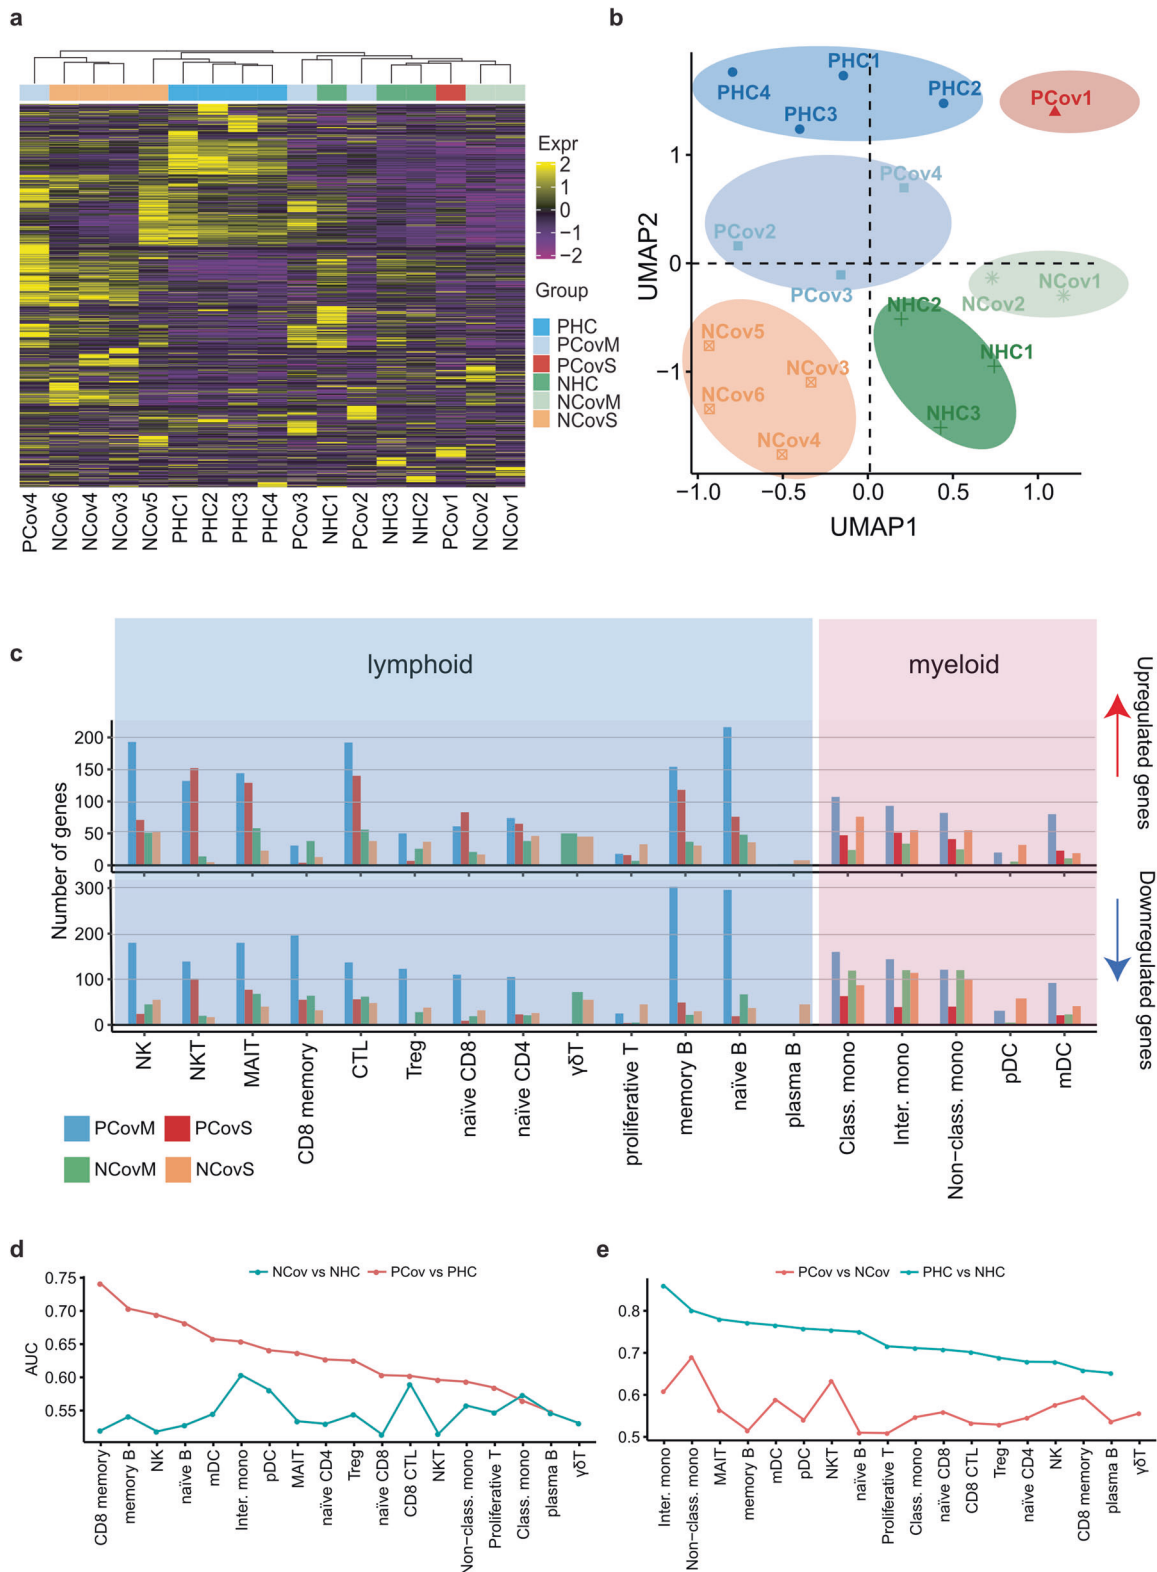 a
Expr
2
1
0
−1
−2
Group
PHC
PCovM
PCovS
NHC
NCovM
NCovS
PCov4 NCov6 NCov4 NCov3 NCov5 PHC1 PHC2 PHC3 PHC4 PCov3 NHC1 PCov2 NHC3 NHC2 PCov1 NCov2 NCov1
b
PHC1
PHC4
PHC2
PHC3
PCov1
PCov4
PCov2
PCov3
NCov1
NCov2
NHC2
NCov5
NHC1
NCov3
NCov6
NHC3
NCov4
UMAP2
1
0
−1
−1.0 −0.5 0.0 0.5 1.0
UMAP1
c
lymphoid
myeloid
Upregulated genes
Downregulated genes
Number of genes
200
150
100
50
0
300
200
100
0
NK NKT MAIT CD8 memory CTL Treg naïve CD8 naïve CD4 γδT proliferative T memory B naïve B plasma B Class. mono Inter. mono Non-class. mono pDC mDC
PCovM PCovS
NCovM NCovS
d
NCov vs NHC PCov vs PHC
AUC
0.75
0.70
0.65
0.60
0.55
CD8 memory memory B NK naïve B mDC Inter. mono pDC MAIT naïve CD4 Treg naïve CD8 CD8 CTL NKT Non−class. mono Proliferative T Class. mono plasma B γδT
e
PCov vs NCov PHC vs NHC
0.8
0.7
0.6
0.5
Inter. mono Non−class. mono MAIT memory B mDC pDC NKT naïve B Proliferative T Class. mono naïve CD8 CD8 CTL Treg naïve CD4 NK CD8 memory plasma B γδT